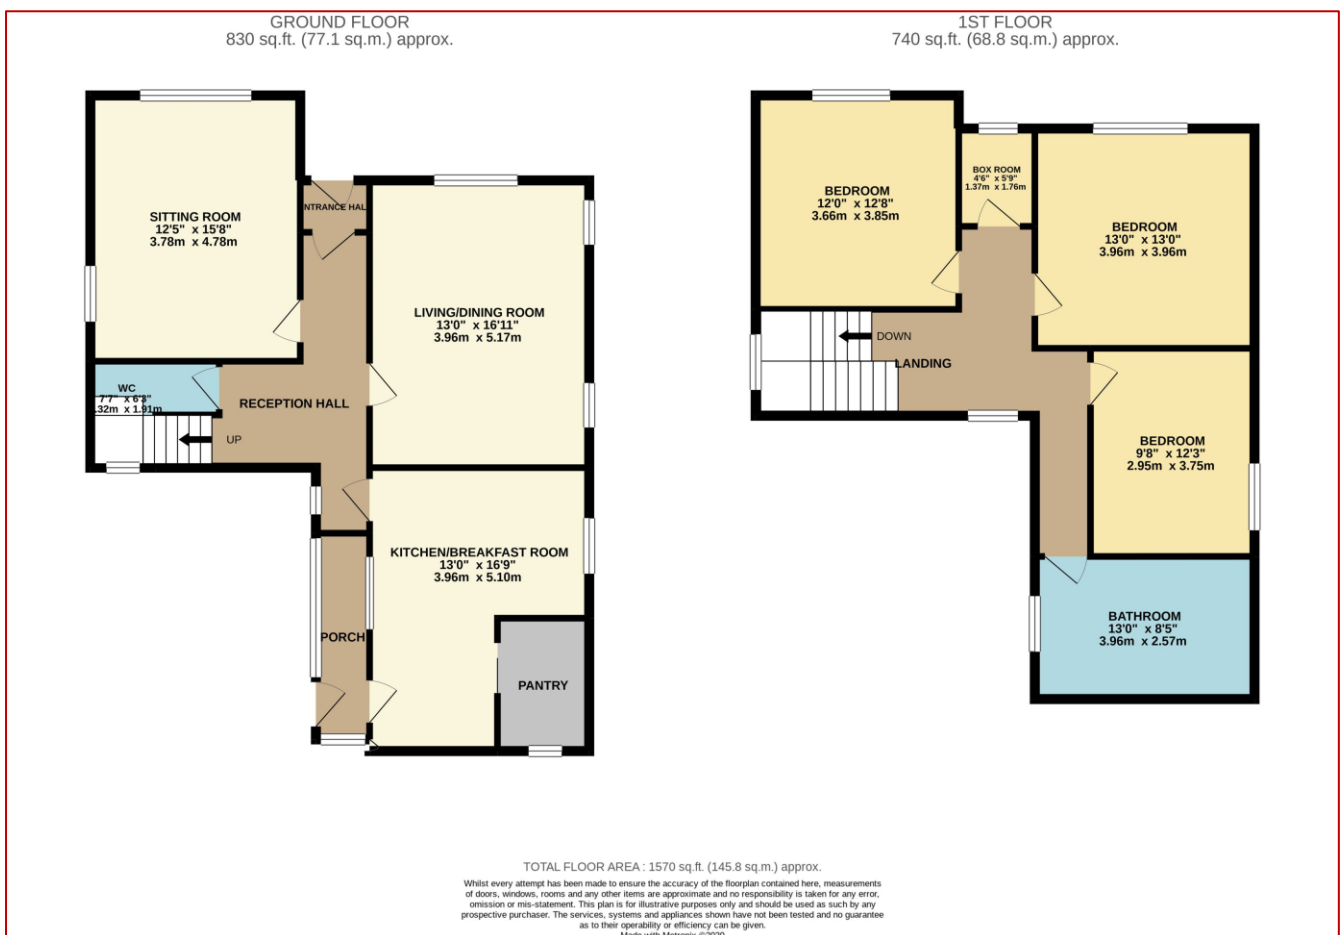 GROUND FLOOR
830 sq.ft. (77.1 sq.m.) approx.
SITTING ROOM
12'5" x 15'8"
3.78m x 4.78m
NTRANCE HAL
LIVING/DINING ROOM
13'0" x 16'11"
3.96m x 5.17m
WC
7'7" x 6'3"
.32m x 1.91m
RECEPTION HALL
UP
KITCHEN/BREAKFAST ROOM
13'0" x 16'9"
3.96m x 5.10m
PORCH
PANTRY
1ST FLOOR
740 sq.ft. (68.8 sq.m.) approx.
BEDROOM
12'0" x 12'8"
3.66m x 3.85m
BOX ROOM
4'6" x 5'9"
1.37m x 1.76m
BEDROOM
13'0" x 13'0"
3.96m x 3.96m
DOWN
LANDING
BEDROOM
9'8" x 12'3"
2.95m x 3.75m
BATHROOM
13'0" x 8'5"
3.96m x 2.57m
TOTAL FLOOR AREA : 1570 sq.ft. (145.8 sq.m.) approx.
Whilst every attempt has been made to ensure the accuracy of the floorplan contained here, measurements
of doors, windows, rooms and any other items are approximate and no responsibility is taken for any error,
omission or mis-statement. This plan is for illustrative purposes only and should be used as such by any
prospective purchaser. The services, systems and appliances shown have not been tested and no guarantee
as to their operability or efficiency can be given.
Made with Metropix ©2020